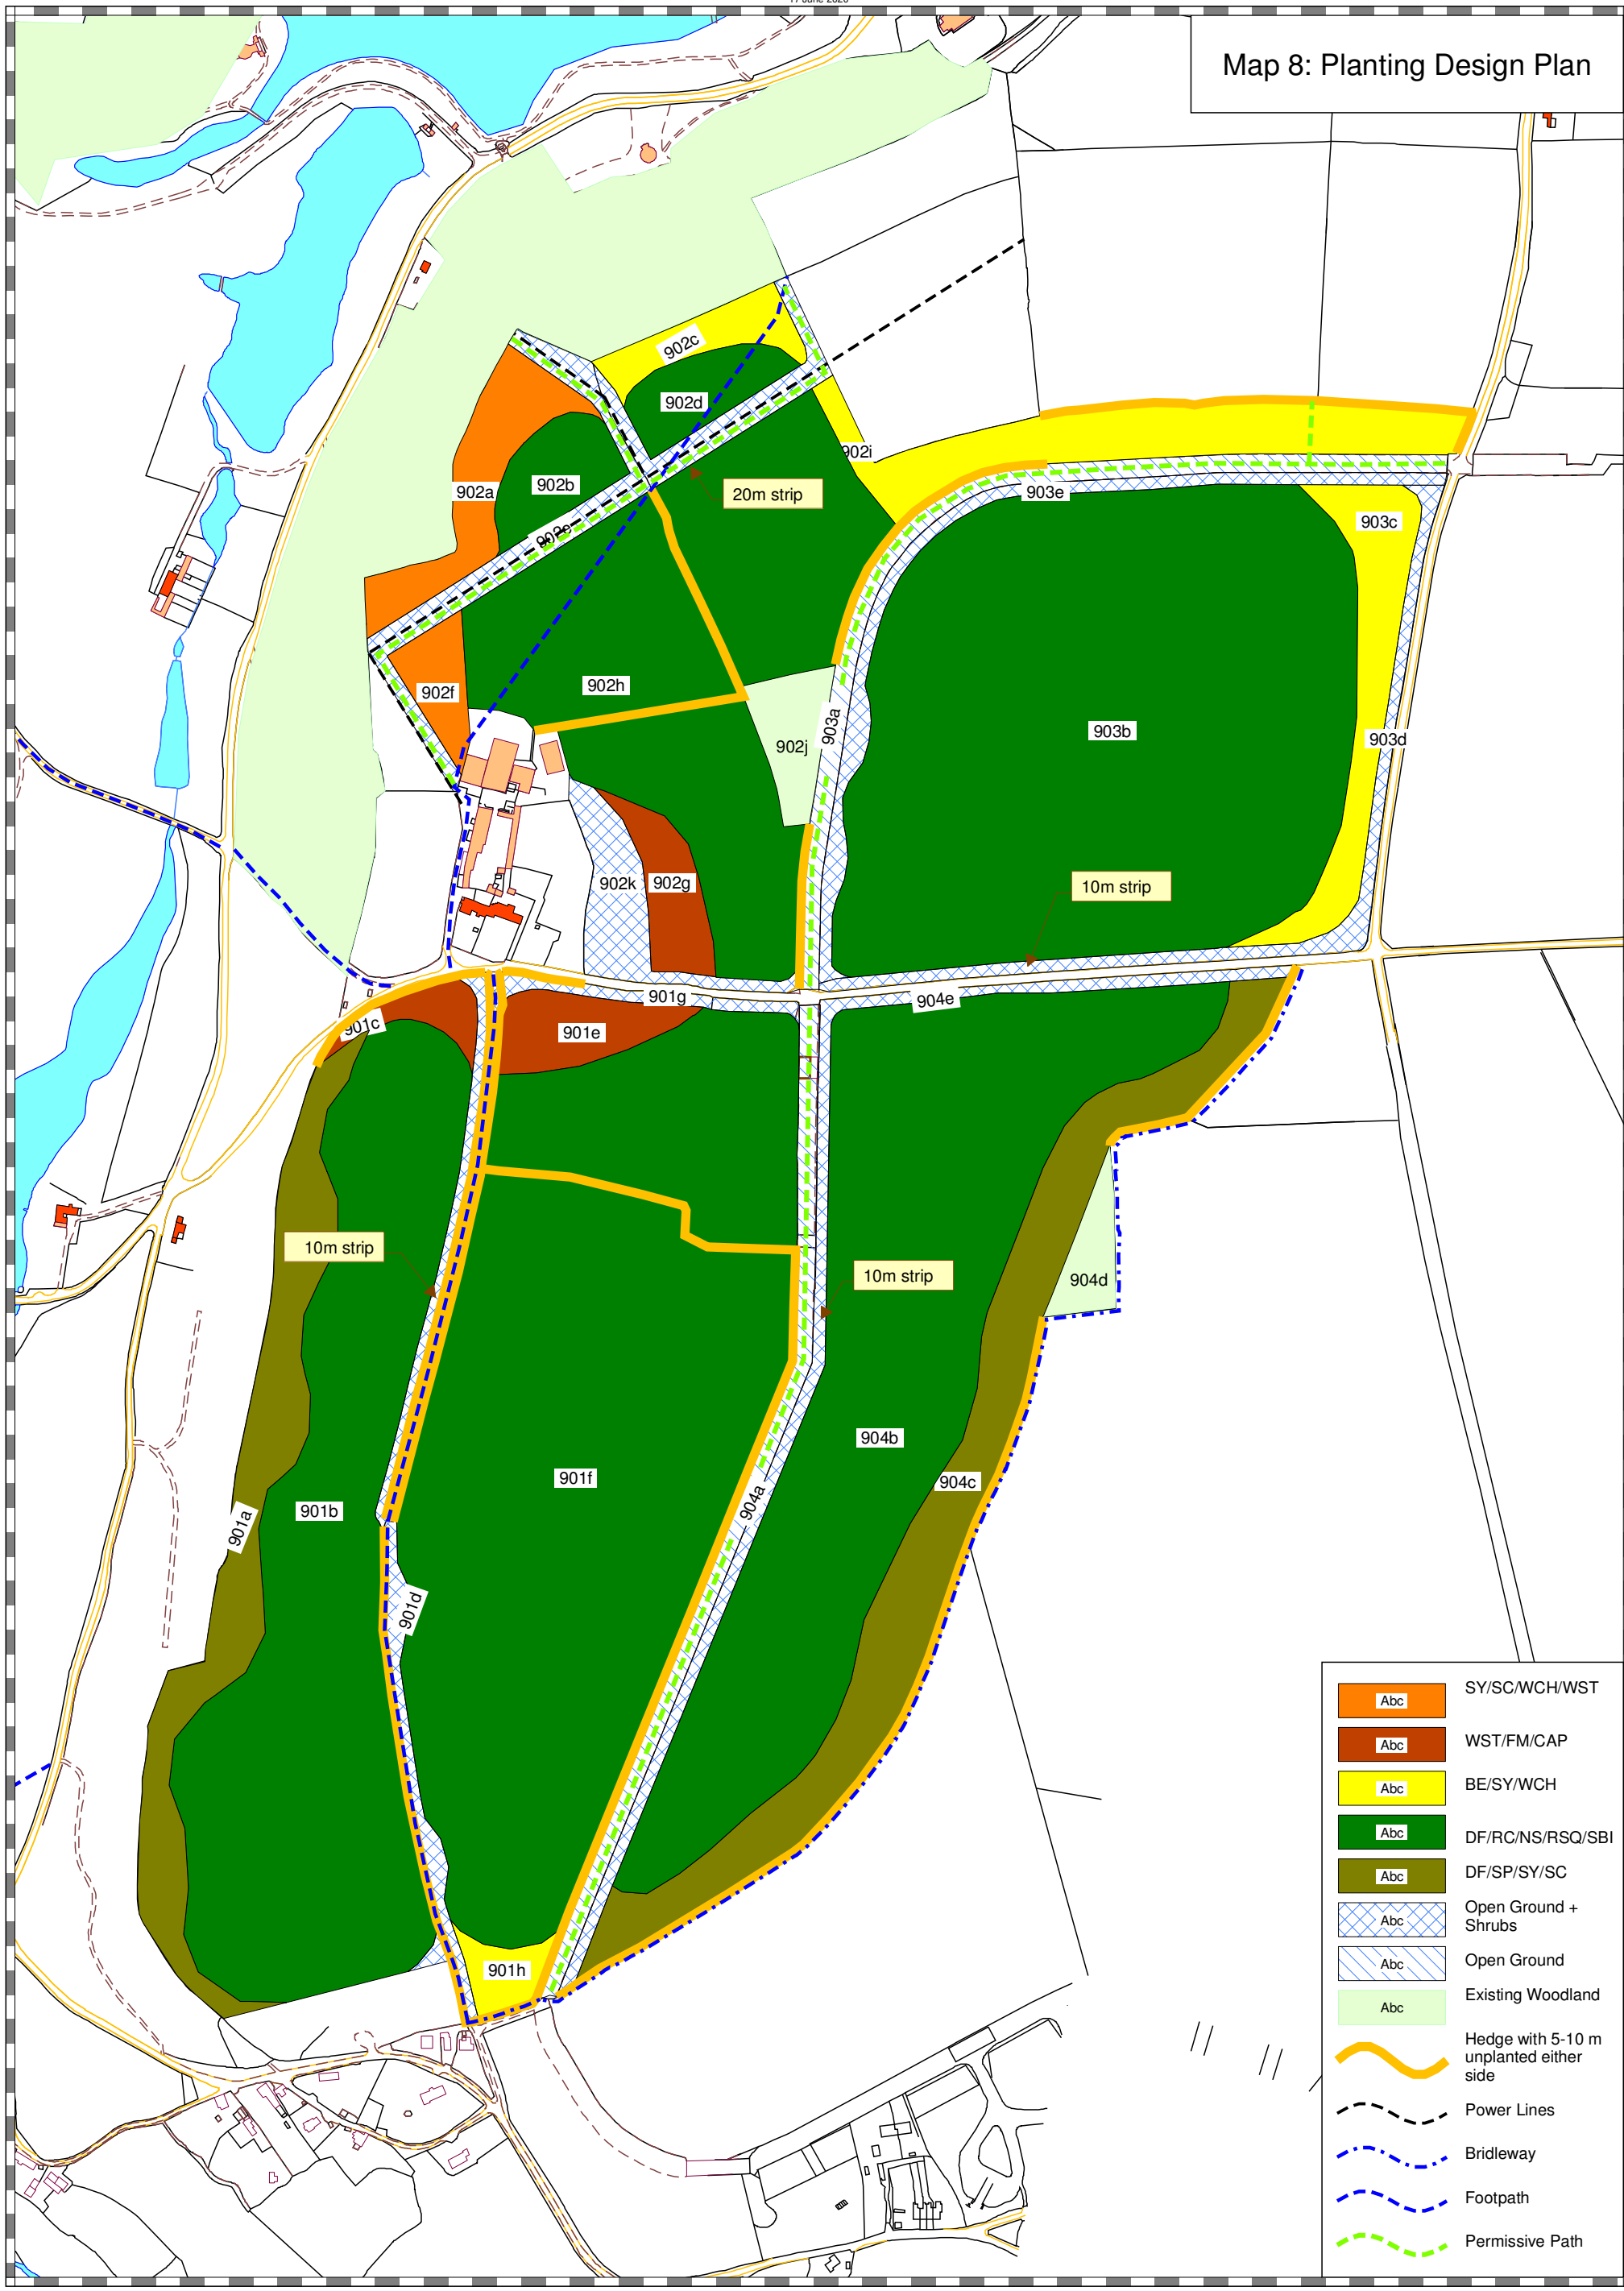 Map 8: Planting Design Plan
902c
902d
902i
902a
902b
20m strip
903e
903c
902e
902f
902h
902j
903a
903b
903d
902k
902g
10m strip
901g
904e
901c
901e
10m strip
10m strip
904d
904b
901f
904c
901b
901a
904a
901d
901h
Abc SY/SC/WCH/WST
Abc WST/FM/CAP
Abc BE/SY/WCH
Abc DF/RC/NS/RSQ/SBI
Abc DF/SP/SY/SC
Abc Open Ground +
Shrubs
Abc Open Ground
Abc Existing Woodland
Hedge with 5-10 m
unplanted either
side
Power Lines
Bridleway
Footpath
Permissive Path